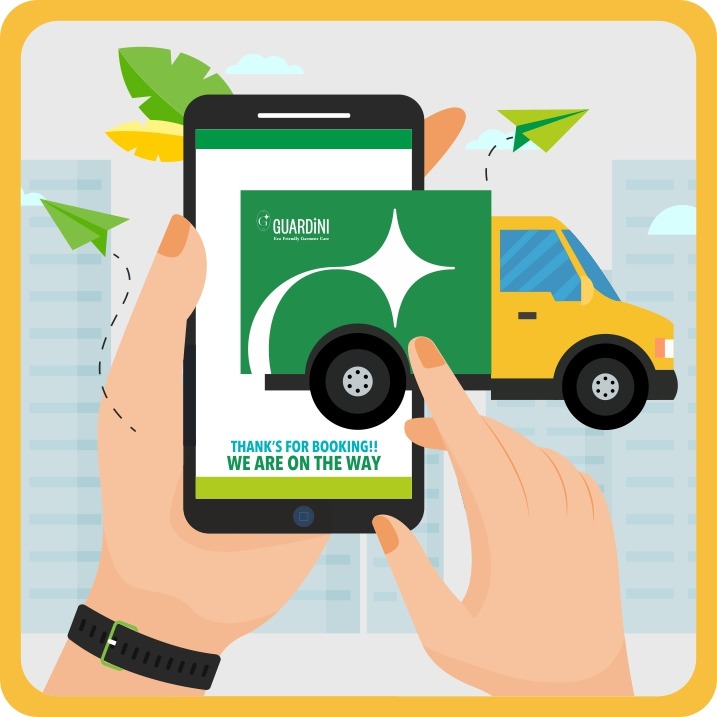 GUARDiNI
Eco Friendly Garment Care
THANK'S FOR BOOKING!!
WE ARE ON THE WAY